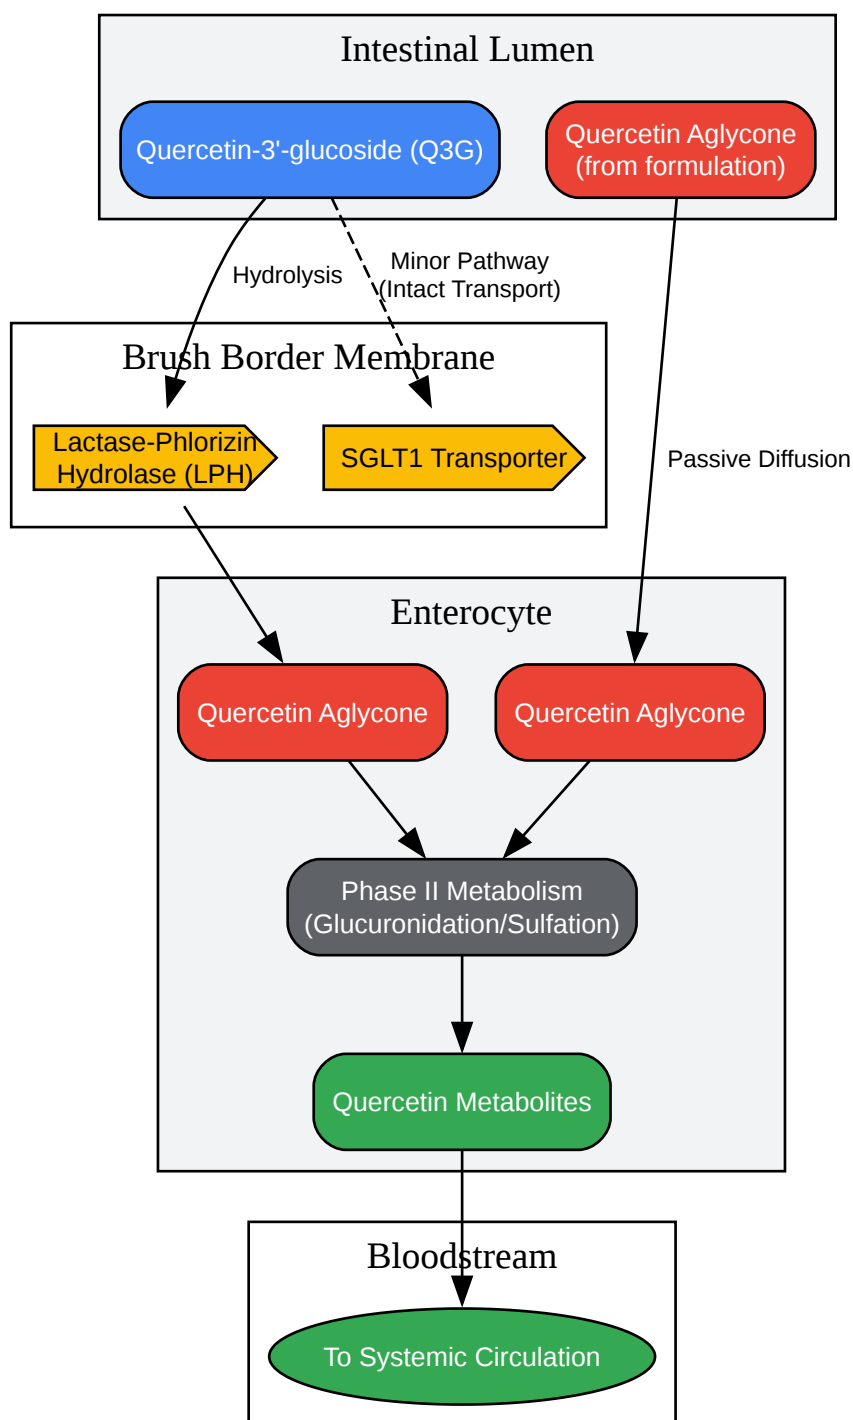 Intestinal Lumen
Quercetin-3'-glucoside (Q3G)
Quercetin Aglycone
(from formulation)
Hydrolysis
Minor Pathway
(Intact Transport)
Brush Border Membrane
Lactase-Phlorizin
Hydrolase (LPH)
SGLT1 Transporter
Passive Diffusion
Enterocyte
Quercetin Aglycone
Quercetin Aglycone
Phase II Metabolism
(Glucuronidation/Sulfation)
Quercetin Metabolites
Bloodstream
To Systemic Circulation